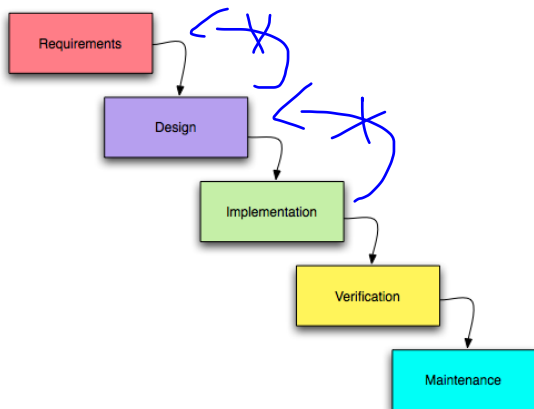 Requirements
Design
Implementation
Verification
Maintenance